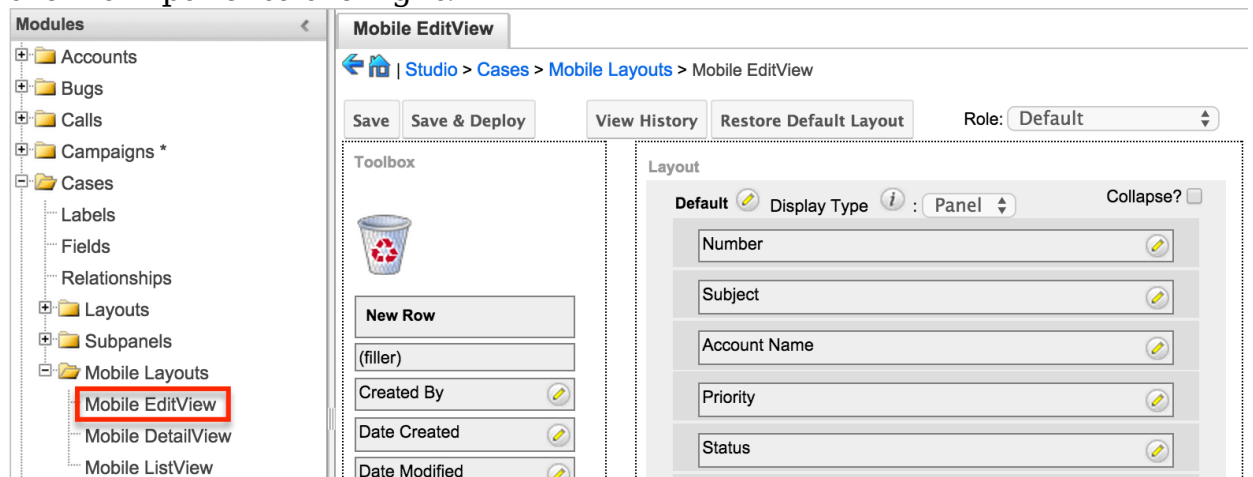 Modules
Accounts
Bugs
Calls
Campaigns *
Cases
Labels
Fields
Relationships
Layouts
Subpanels
Mobile Layouts
Mobile EditView
Mobile DetailView
Mobile ListView
Mobile EditView
| Studio > Cases > Mobile Layouts > Mobile EditView
Save Save & Deploy View History Restore Default Layout Role: Default
Toolbox
New Row
(filler)
Created By
Date Created
Date Modified
Layout
Default Display Type i : Panel Collapse?
Number
Subject
Account Name
Priority
Status